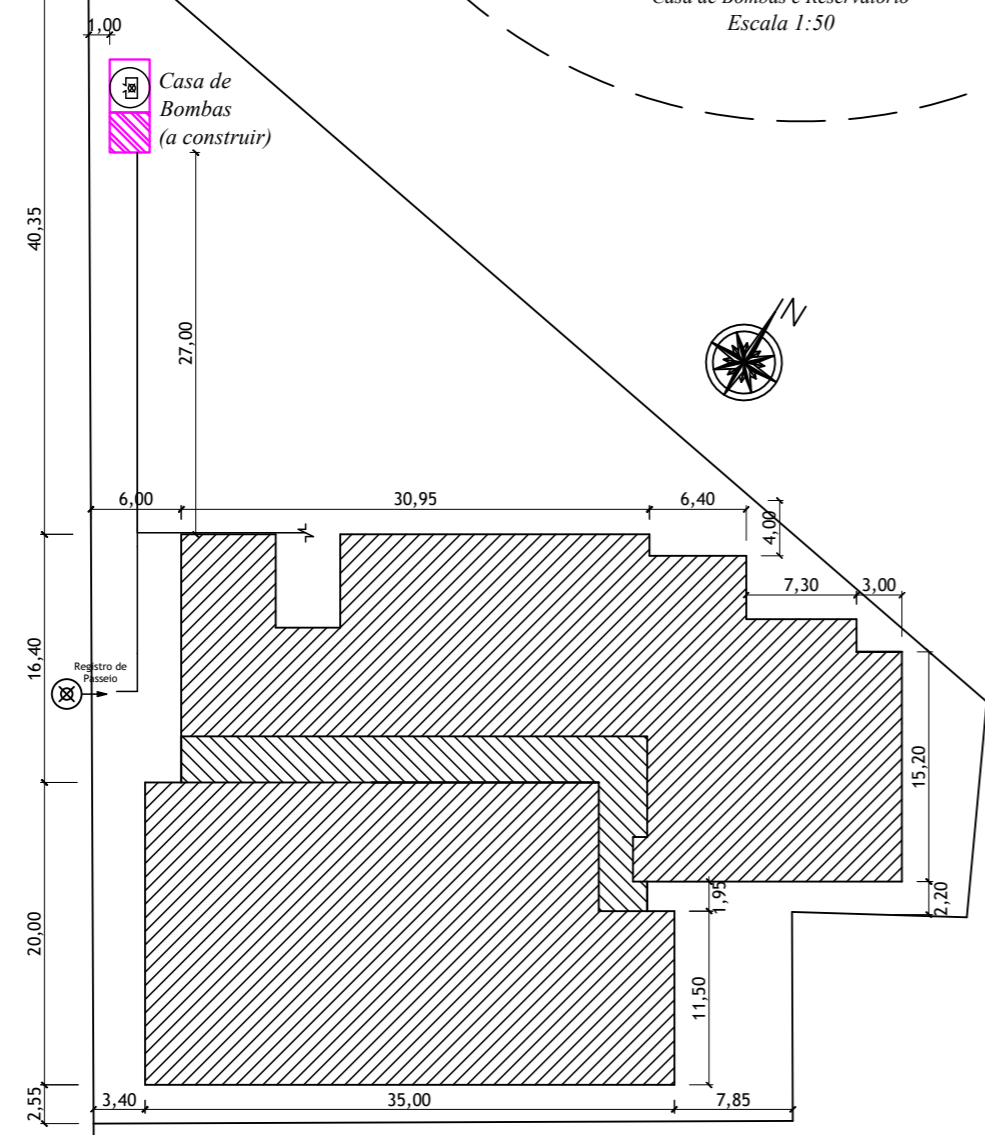 Casa de Bombas e Reservatório
Escala 1:50
1,00
Casa de
Bombas
(a construir)
40,35
27,00
N
6,00
30,95
6,40
4,00
7,30
3,00
16,40
Registro de
Passeio
15,20
1,95
2,20
20,00
11,50
2,55
3,40
35,00
7,85